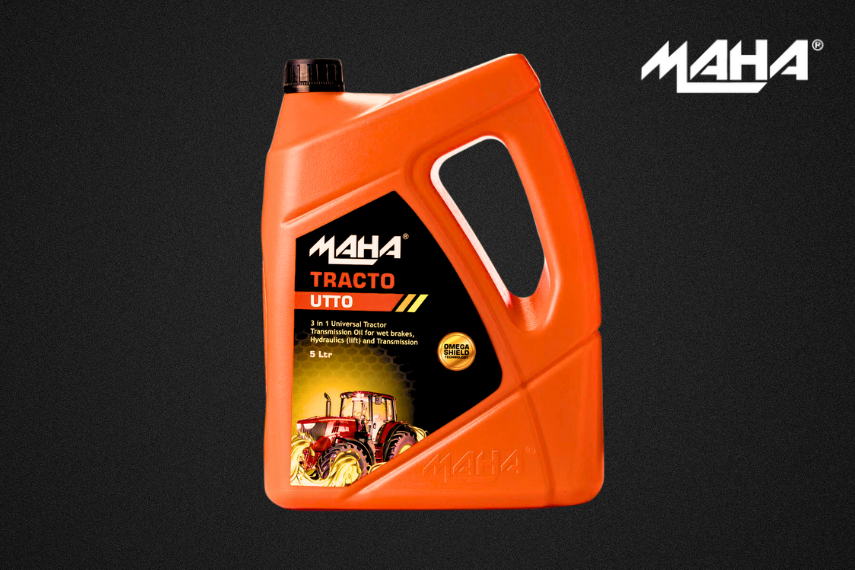 MAHA®
MAHA®
TRACTO
UTTO
3 in 1 Universal Tractor
Transmission Oil for wet brakes,
Hydraulics (lift) and Transmission
5 Ltr
OMEGA
SHIELD
TECHNOLOGY
MAHA